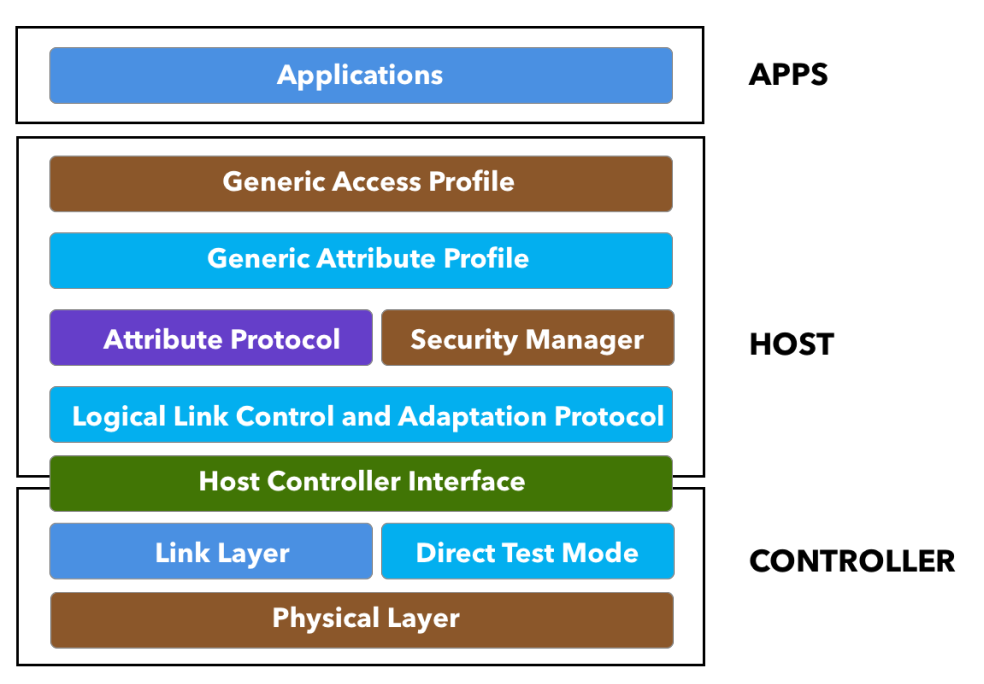 Applications
APPS
Generic Access Profile
Generic Attribute Profile
Attribute Protocol
Security Manager
HOST
Logical Link Control and Adaptation Protocol
Host Controller Interface
Link Layer
Direct Test Mode
CONTROLLER
Physical Layer